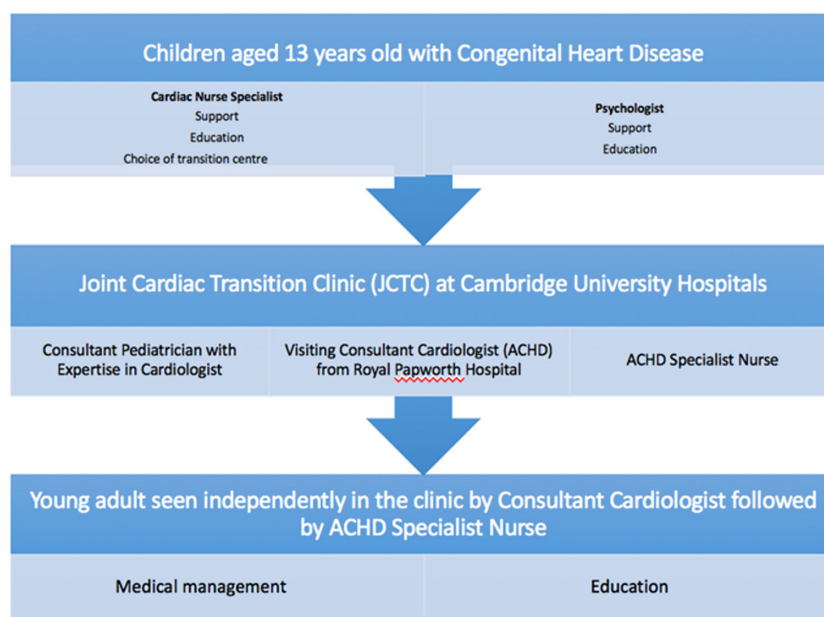 Children aged 13 years old with Congenital Heart Disease
Cardiac Nurse Specialist
Support
Education
Choice of transition centre
Psychologist
Support
Education
Joint Cardiac Transition Clinic (JCTC) at Cambridge University Hospitals
Consultant Pediatrician with
Expertise in Cardiologist
Visiting Consultant Cardiologist (ACHD)
from Royal Papworth Hospital
ACHD Specialist Nurse
Young adult seen independently in the clinic by Consultant Cardiologist followed
by ACHD Specialist Nurse
Medical management
Education